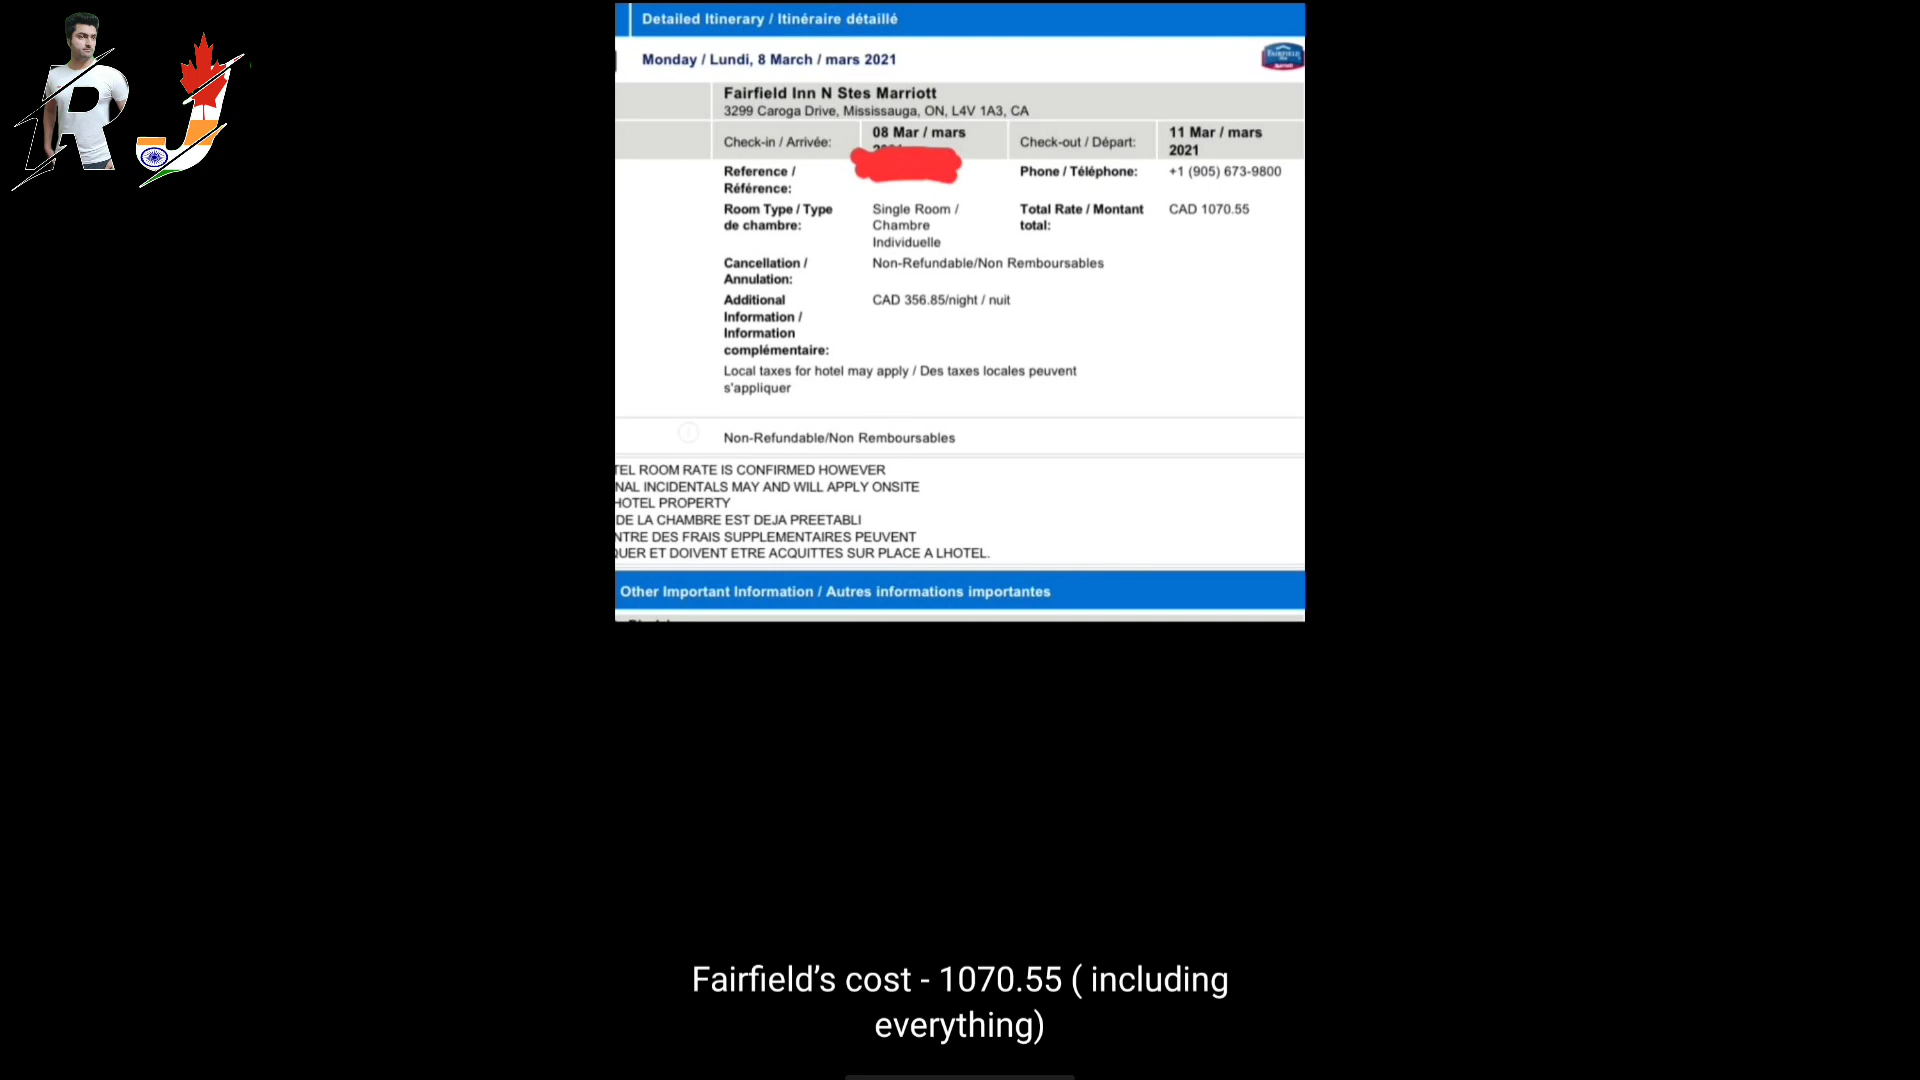 Detailed Itinerary / Itinéraire détaillé
Monday / Lundi, 8 March / mars 2021
FAIRFIELD
RJ
Fairfield Inn N Stes Marriott
3299 Caroga Drive, Mississauga, ON, L4V 1A3, CA
Check-in / Arrivée: 08 Mar / mars Check-out / Départ: 11 Mar / mars
2021
Reference / Phone / Téléphone: +1 (905) 673-9800
Référence:
Room Type / Type Single Room / Total Rate / Montant CAD 1070.55
de chambre: Chambre total:
Individuelle
Cancellation / Non-Refundable/Non Remboursables
Annulation:
Additional CAD 356.85/night / nuit
Information /
Information
complémentaire:
Local taxes for hotel may apply / Des taxes locales peuvent
s'appliquer
Non-Refundable/Non Remboursables
TEL ROOM RATE IS CONFIRMED HOWEVER
NAL INCIDENTALS MAY AND WILL APPLY ONSITE
HOTEL PROPERTY
DE LA CHAMBRE EST DEJA PREETABLI
NTRE DES FRAIS SUPPLEMENTAIRES PEUVENT
QUER ET DOIVENT ETRE ACQUITTES SUR PLACE A LHOTEL.
Other Important Information / Autres informations importantes
Fairfield’s cost - 1070.55 ( including
everything)